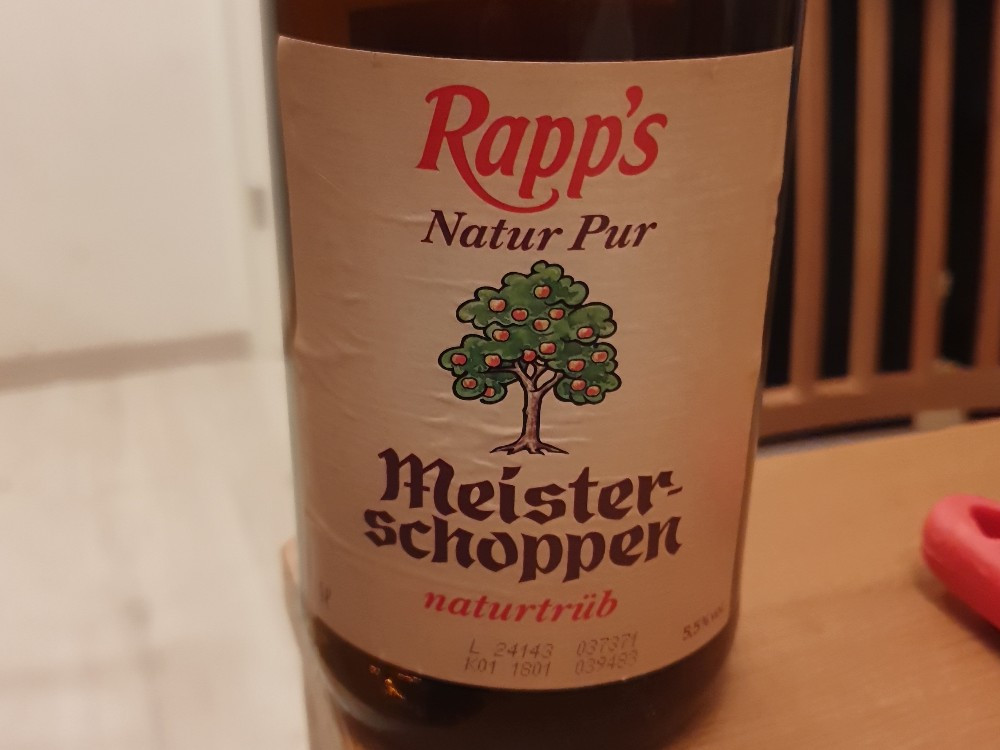 Rapp's
Natur Pur
Meister-
schoppen
naturtrüb
5,5% vol
L 24143 037371
K01 1801 039483